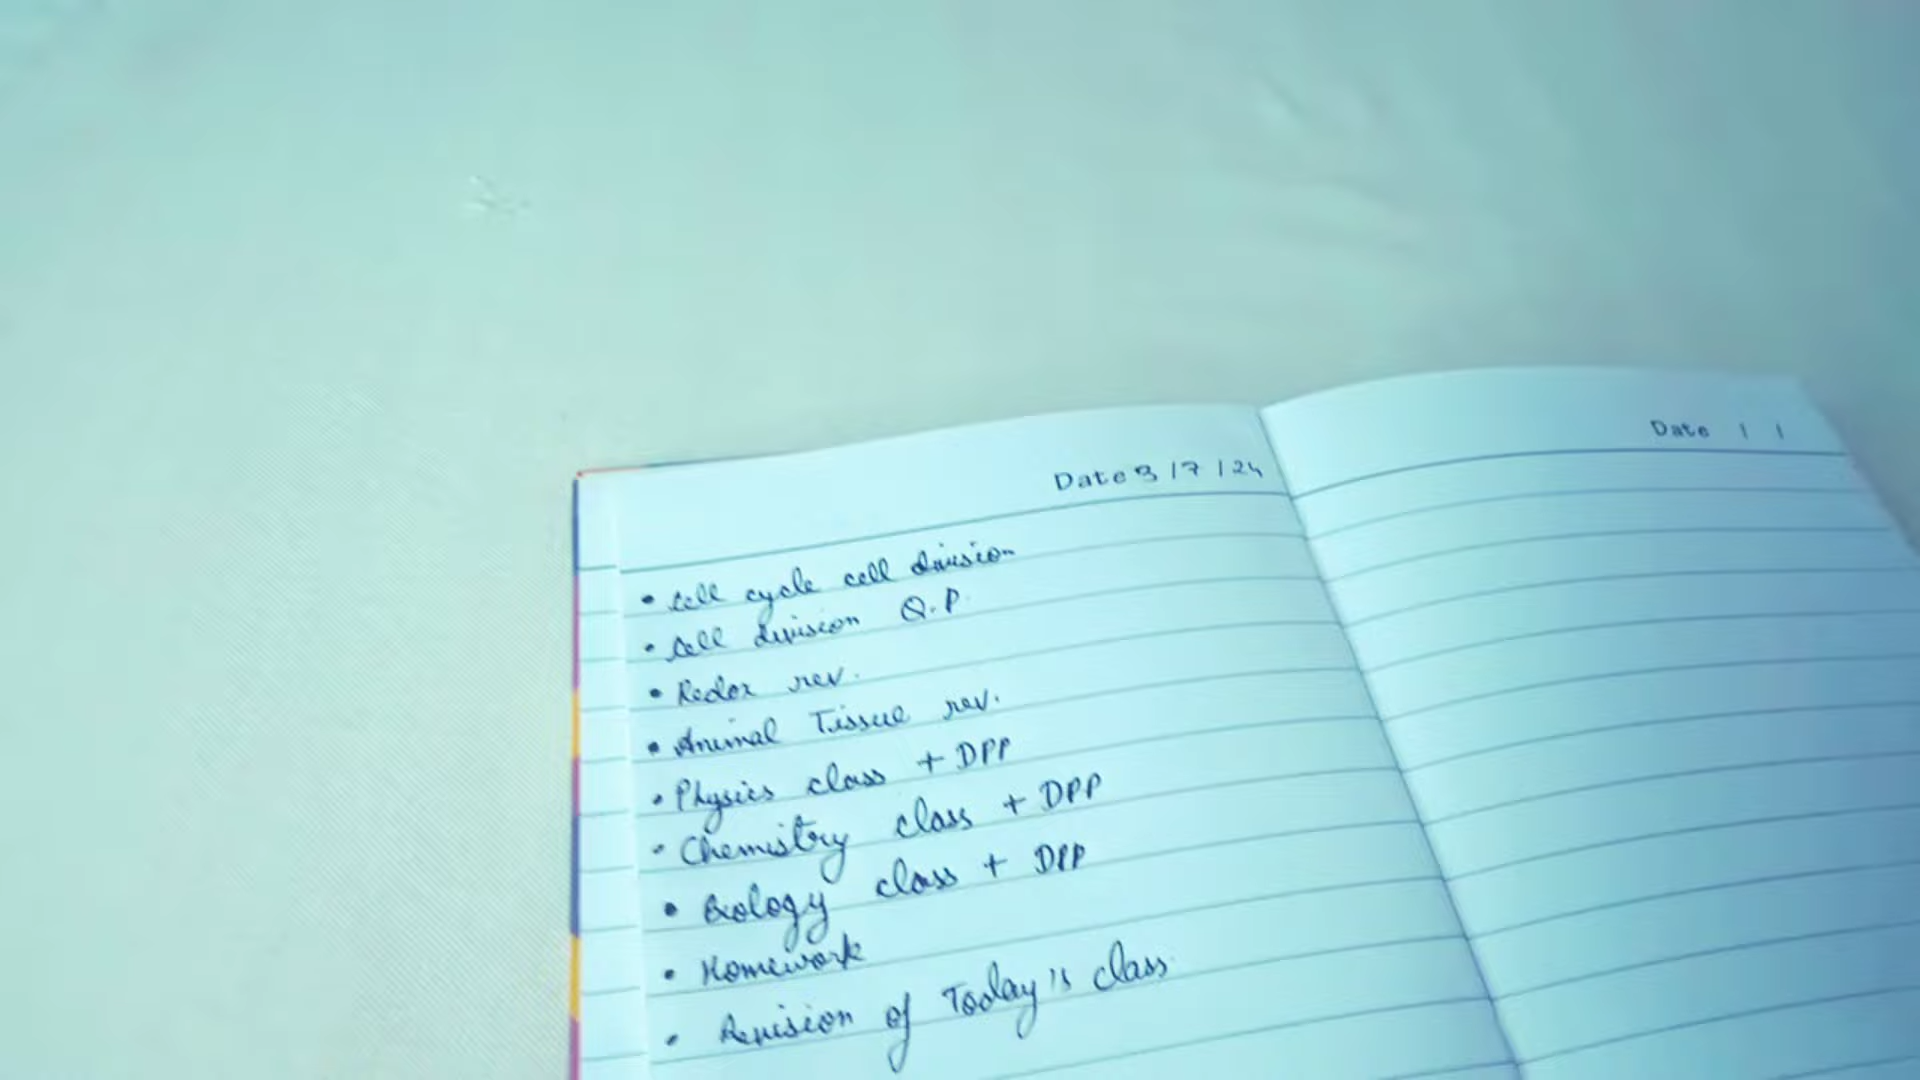 Date 3/7/24
Date / /
• Cell cycle cell division
• Cell division Q.P.
• Redox rev.
• Animal Tissue rev.
• Physics class + DPP
• Chemistry class + DPP
• Biology class + DPP
• Homework
• Revision of Today's class